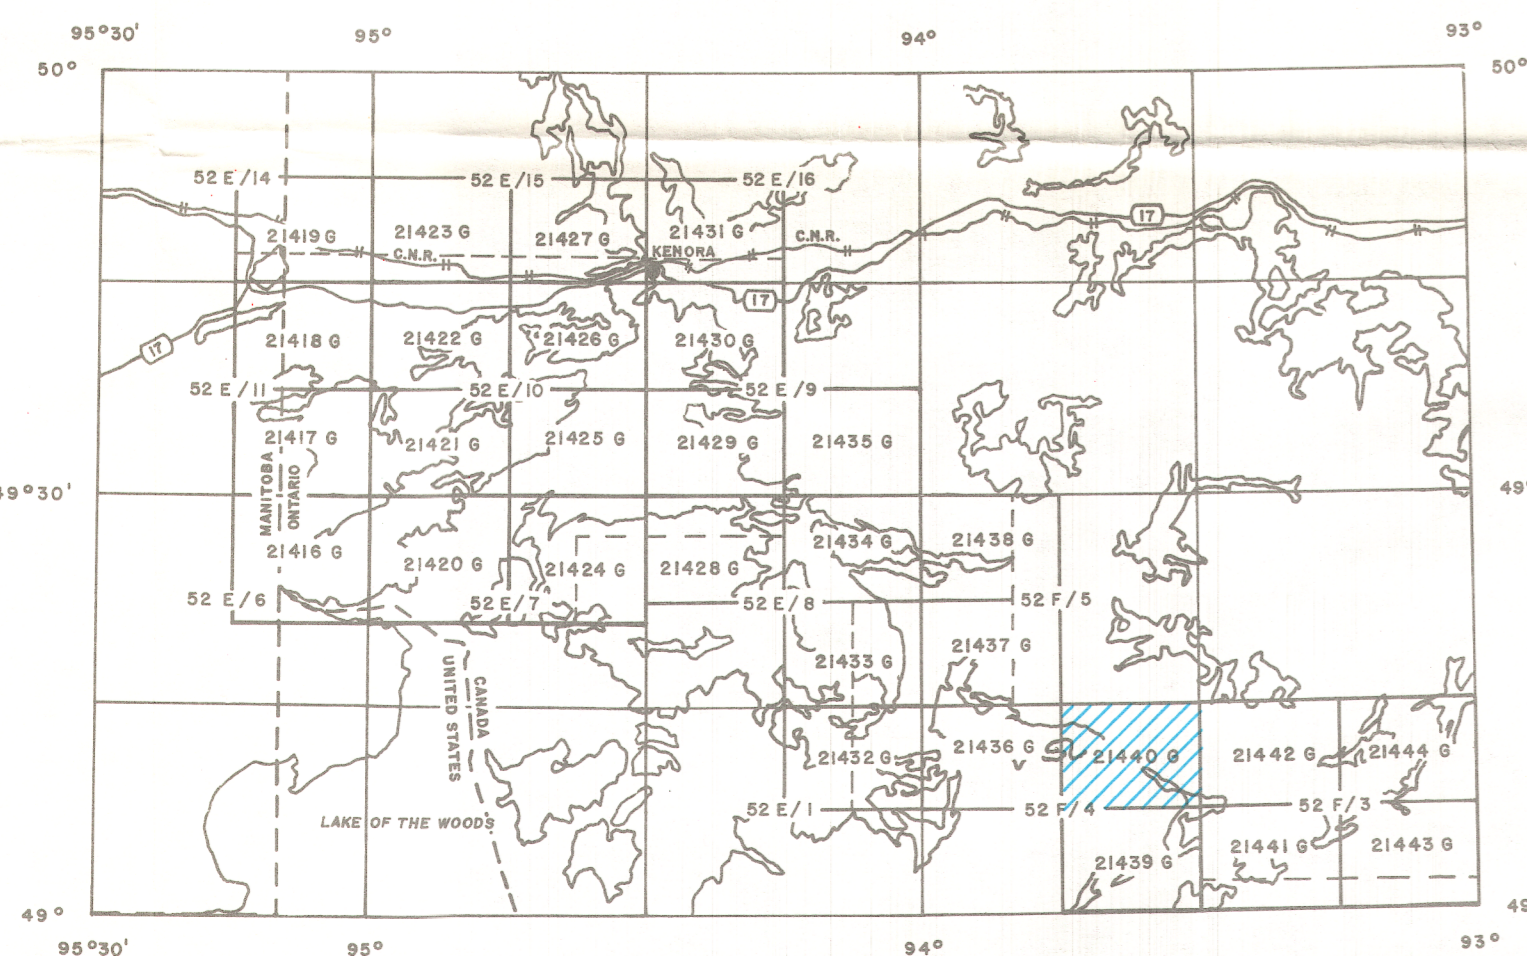 95°30' 95° 94° 93°
50° 50°
52 E/14 52 E/15 52 E/16
17
21419 G 21423 G 21427 G 21431 G C.N.R.
C.N.R. KENORA
17
17
21418 G 21422 G 21426 G 21430 G
52 E/11 52 E/10 52 E/9
21417 G 21421 G 21425 G 21429 G 21435 G
MANITOBA
ONTARIO
49°30' 49°
21416 G 21420 G 21424 G 21428 G 21434 G 21438 G
52 E/6 52 E/7 52 E/8 52 F/5
21433 G 21437 G
CANADA
UNITED STATES
21432 G 21436 G 21440 G 21442 G 21444 G
52 E/1 52 F/4 52 F/3
LAKE OF THE WOODS
21439 G 21441 G 21443 G
49° 49
95°30' 95° 94° 93°